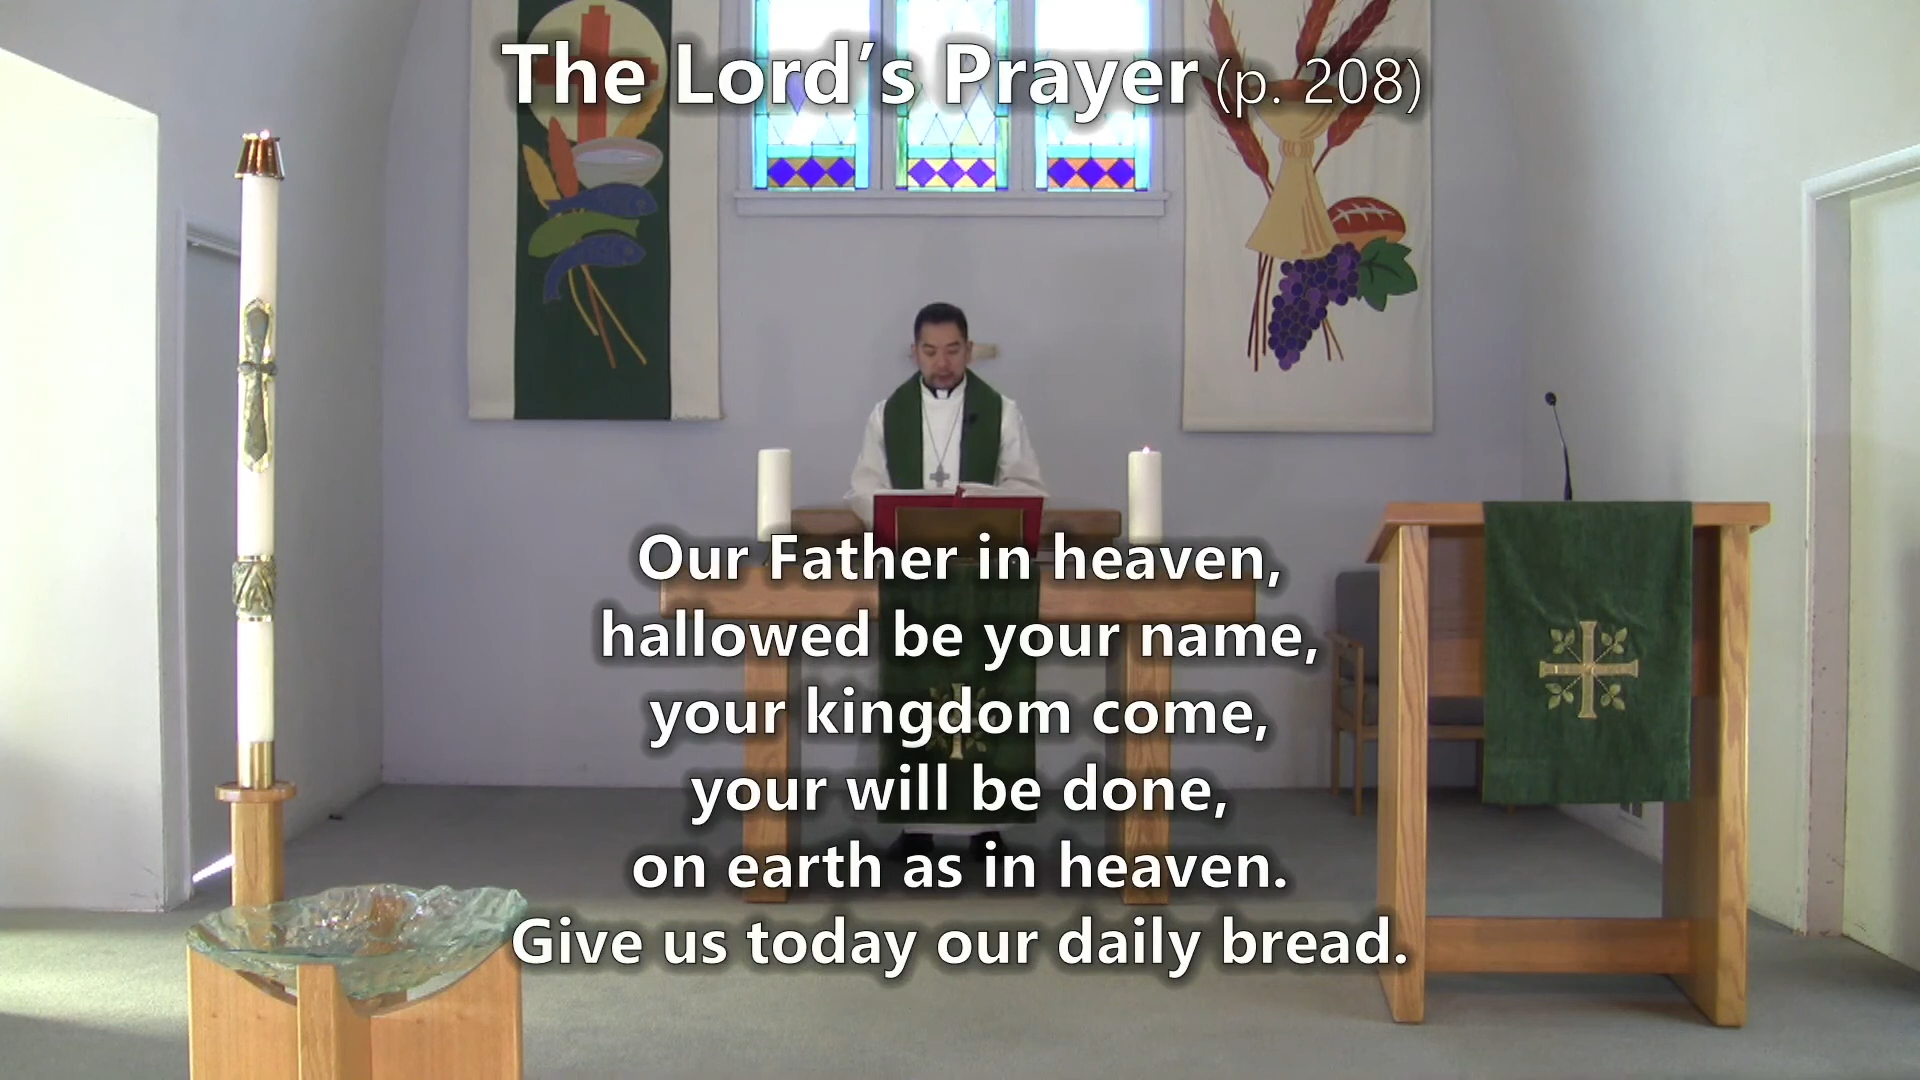 The Lord’s Prayer (p. 208)
Our Father in heaven,
hallowed be your name,
your kingdom come,
your will be done,
on earth as in heaven.
Give us today our daily bread.